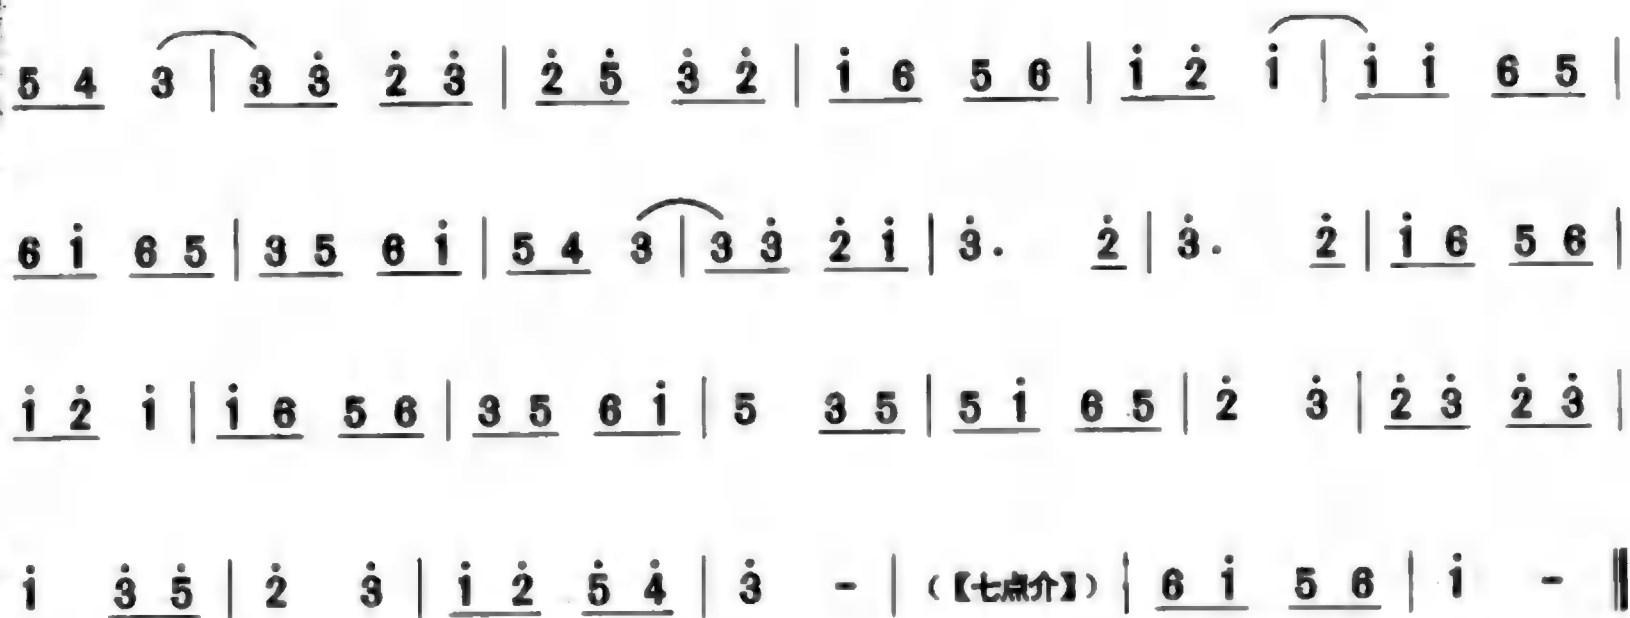 5 4 3 | 3 3̇ 2̇ 3̇ | 2̇ 5̇ 3̇ 2̇ | 1̇ 6 5 6 | 1̇ 2̇ 1̇ | 1̇ 1̇ 6 5 |
6 1̇ 6 5 | 3 5 6 1̇ | 5 4 3 | 3 3̇ 2̇ 1̇ | 3̇. 2̇ | 3̇. 2̇ | 1̇ 6 5 6 |
1̇ 2̇ 1̇ | 1̇ 6 5 6 | 3 5 6 1̇ | 5 3 5 | 5 1̇ 6 5 | 2̇ 3̇ | 2̇ 3̇ 2̇ 3̇ |
1̇ 3̇ 5̇ | 2̇ 3̇ | 1̇ 2̇ 5̇ 4̇ | 3̇ - | (【七点介】) | 6 1̇ 5 6 | 1̇ - ‖